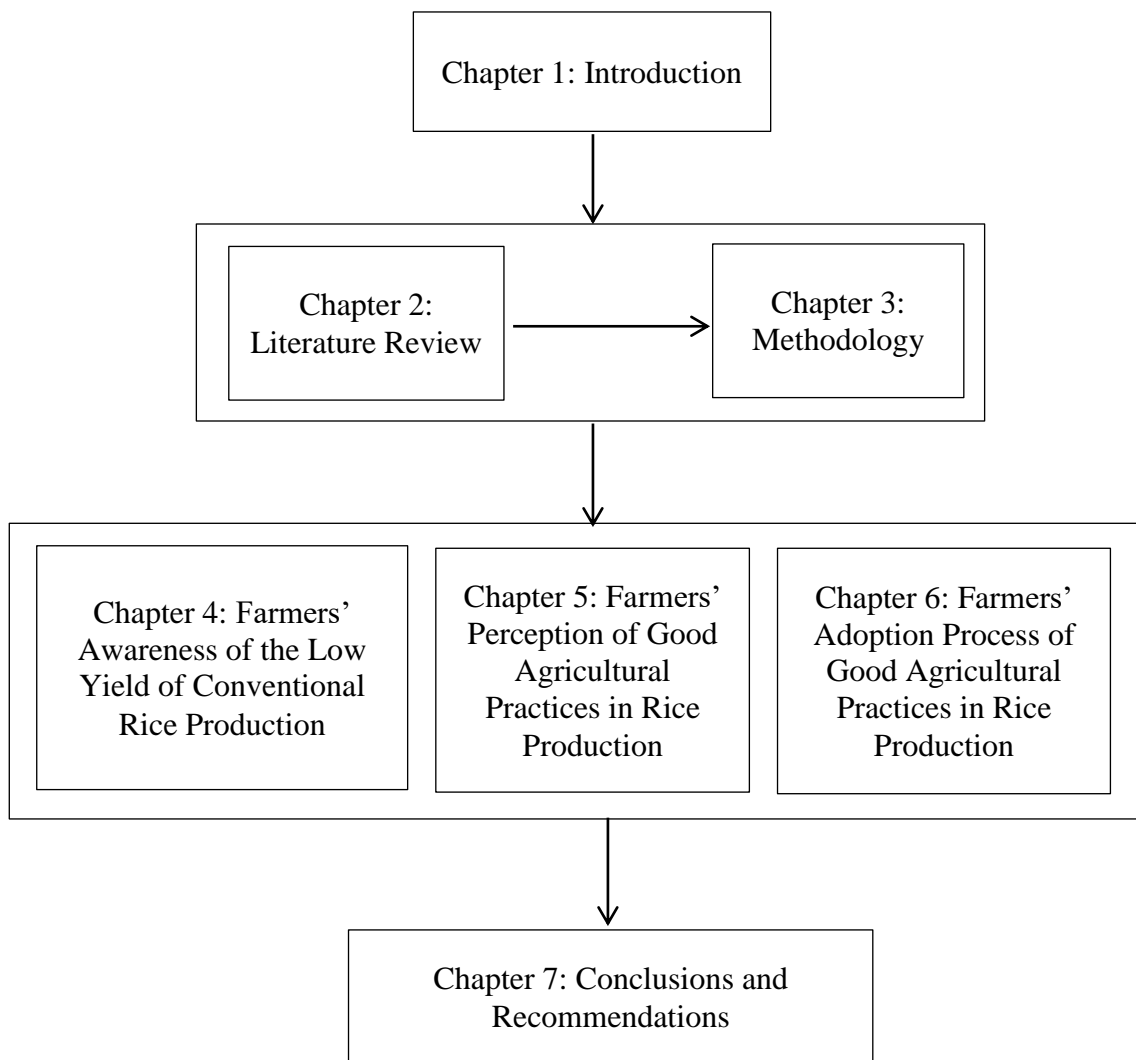 Chapter 1: Introduction
Chapter 2:
Literature Review
Chapter 3:
Methodology
Chapter 4: Farmers’
Awareness of the Low
Yield of Conventional
Rice Production
Chapter 5: Farmers’
Perception of Good
Agricultural
Practices in Rice
Production
Chapter 6: Farmers’
Adoption Process of
Good Agricultural
Practices in Rice
Production
Chapter 7: Conclusions and
Recommendations